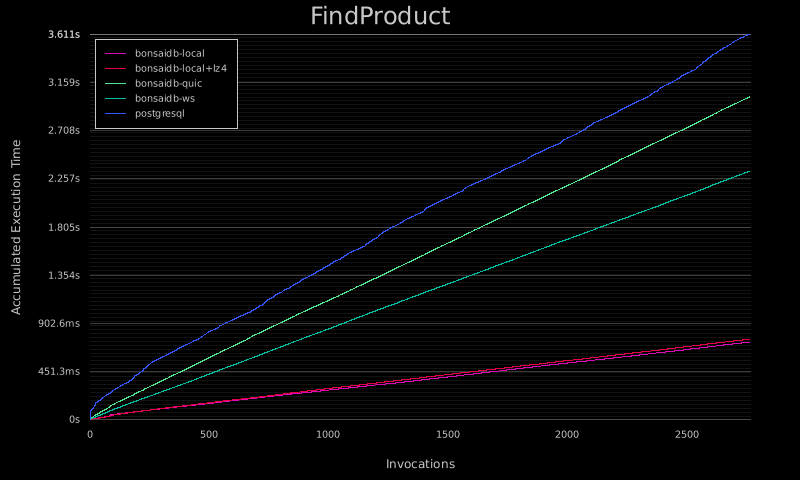 FindProduct
3.611s
bonsaidb-local
bonsaidb-local+lz4
bonsaidb-quic
bonsaidb-ws
postgresql
3.159s
2.708s
2.257s
1.805s
1.354s
902.6ms
451.3ms
0s
Accumulated Execution Time
0 500 1000 1500 2000 2500
Invocations